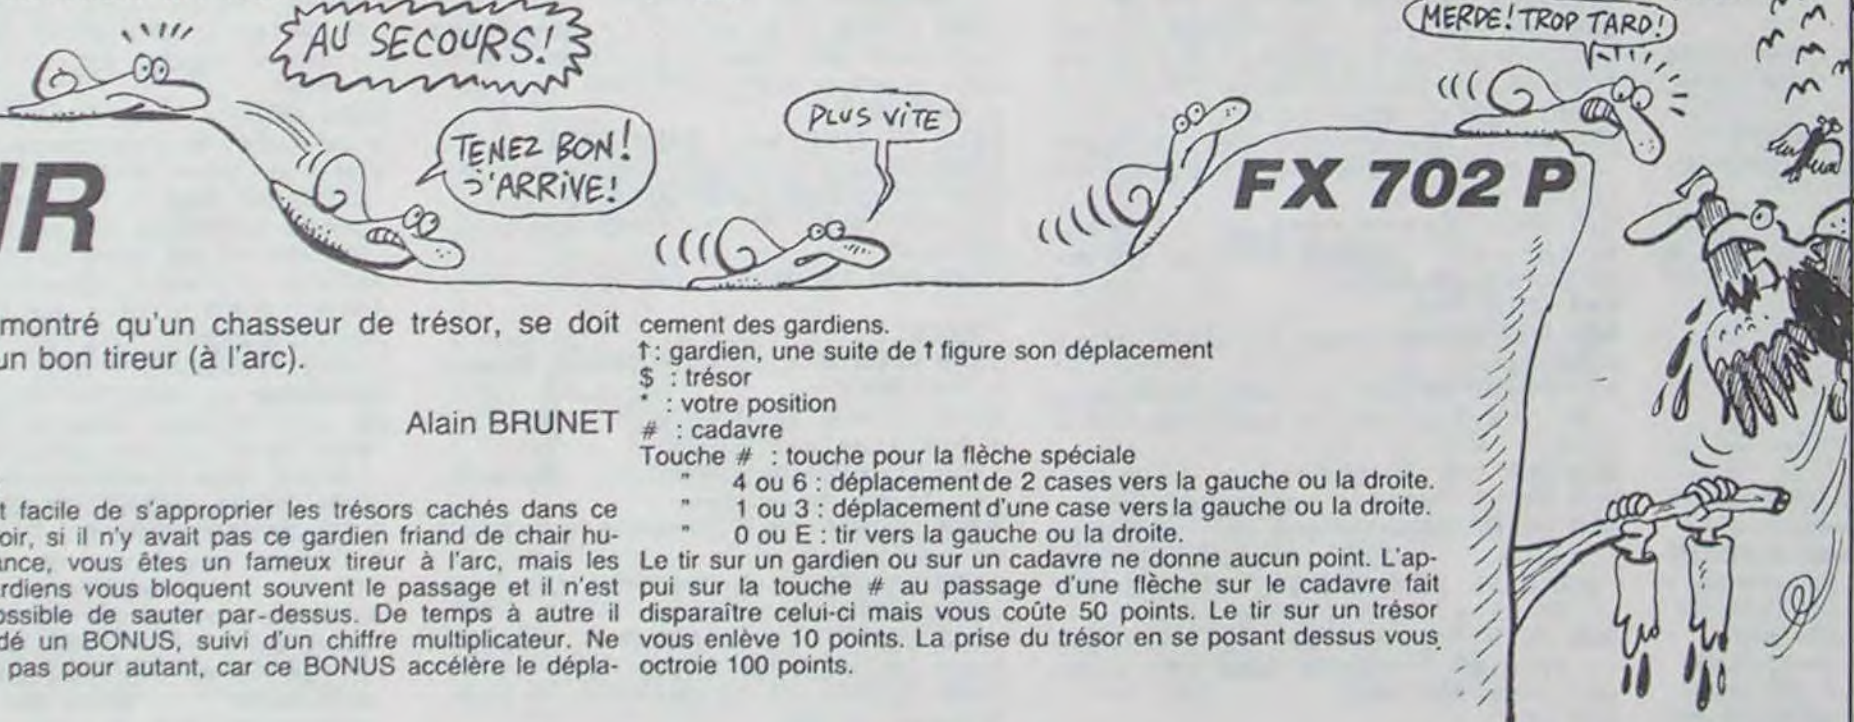 AU SECOURS!
TENEZ BON!
J'ARRIVE!
PLUS VITE
MERDE! TROP TARD!
IR
FX 702 P
montré qu'un chasseur de trésor, se doit
un bon tireur (à l'arc).
Alain BRUNET
t facile de s'approprier les trésors cachés dans ce
oir, si il n'y avait pas ce gardien friand de chair hu-
ance, vous êtes un fameux tireur à l'arc, mais les
rdiens vous bloquent souvent le passage et il n'est
ossible de sauter par-dessus. De temps à autre il
dé un BONUS, suivi d'un chiffre multiplicateur. Ne
pas pour autant, car ce BONUS accélère le dépla-
cement des gardiens.
↑: gardien, une suite de ↑ figure son déplacement
$ : trésor
* : votre position
# : cadavre
Touche # : touche pour la flèche spéciale
" 4 ou 6 : déplacement de 2 cases vers la gauche ou la droite.
" 1 ou 3 : déplacement d'une case vers la gauche ou la droite.
" 0 ou E : tir vers la gauche ou la droite.
Le tir sur un gardien ou sur un cadavre ne donne aucun point. L'ap-
pui sur la touche # au passage d'une flèche sur le cadavre fait
disparaître celui-ci mais vous coûte 50 points. Le tir sur un trésor
vous enlève 10 points. La prise du trésor en se posant dessus vous
octroie 100 points.